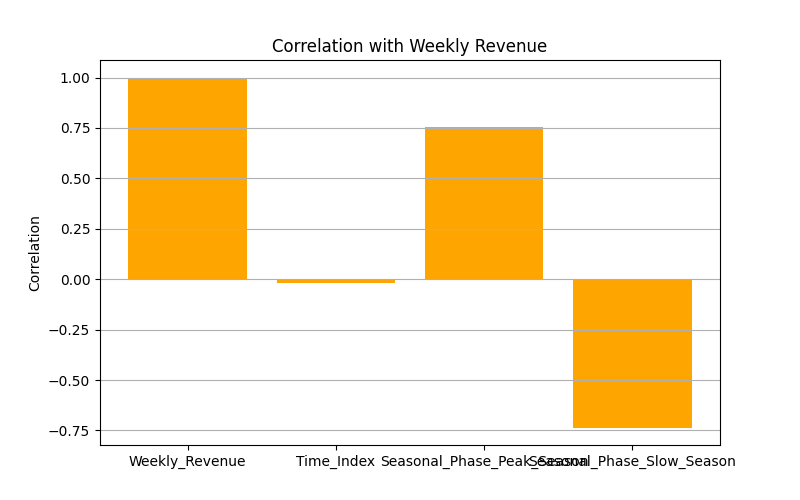 Correlation with Weekly Revenue
1.00
0.75
0.50
0.25
0.00
−0.25
−0.50
−0.75
Correlation
Weekly_Revenue
Time_Index
Seasonal_Phase_Peak_Season
Seasonal_Phase_Slow_Season